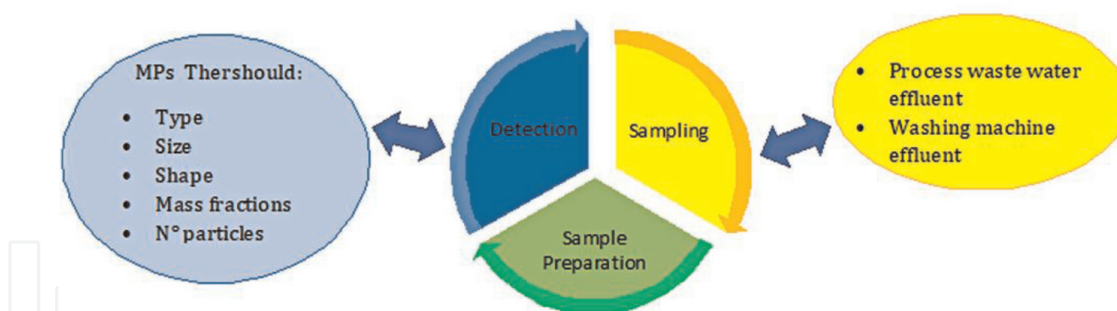 MPs Thershould:
• Type
• Size
• Shape
• Mass fractions
• N° particles
Detection
Sampling
Sample
Preparation
• Process waste water
effluent
• Washing machine
effluent